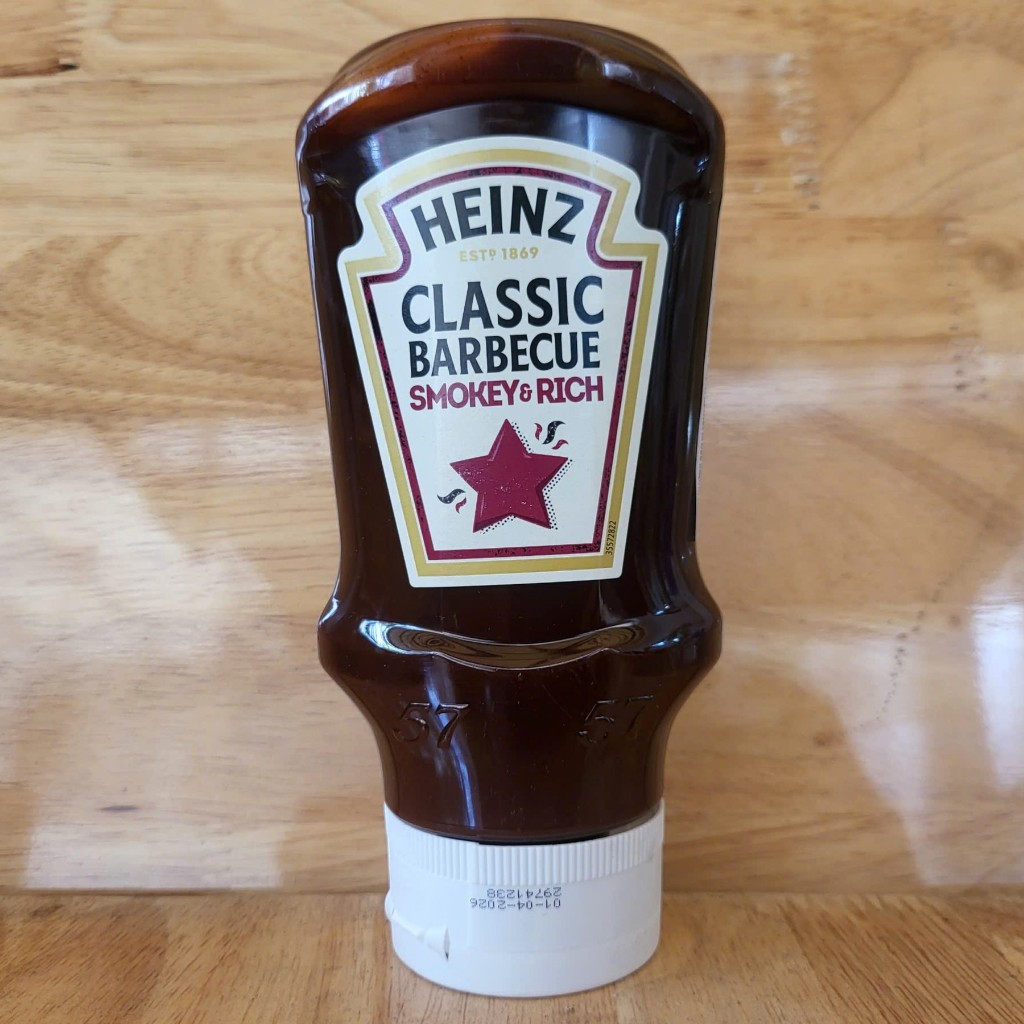 HEINZ
ESTD 1869
CLASSIC
BARBECUE
SMOKEY & RICH
35572822
57 57
01-04-2026
29741238